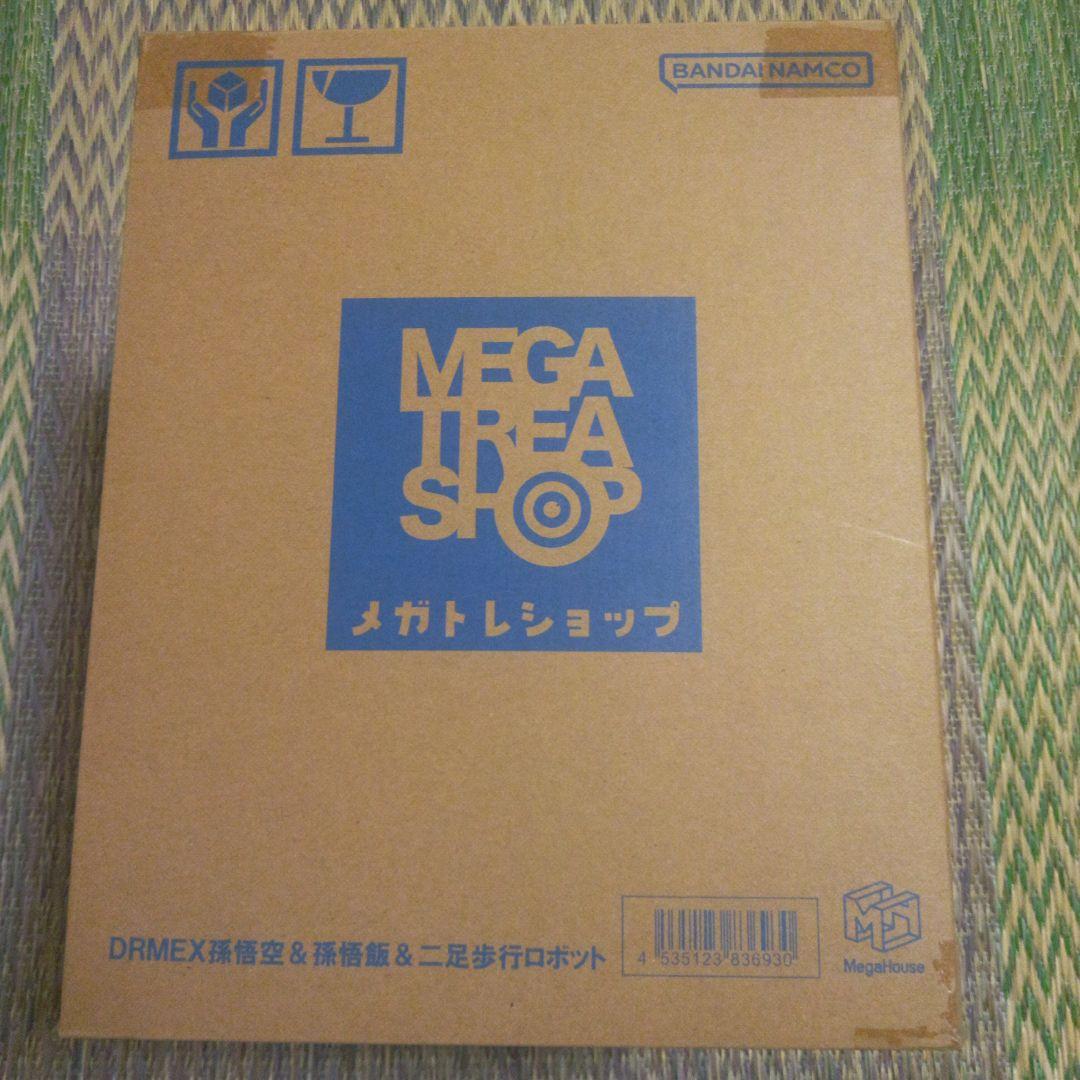 BANDAI NAMCO
MEGA
TREA
SHOP
メガトレショップ
DRMEX孫悟空＆孫悟飯＆二足歩行ロボット
4 535123 836930
MH
MegaHouse